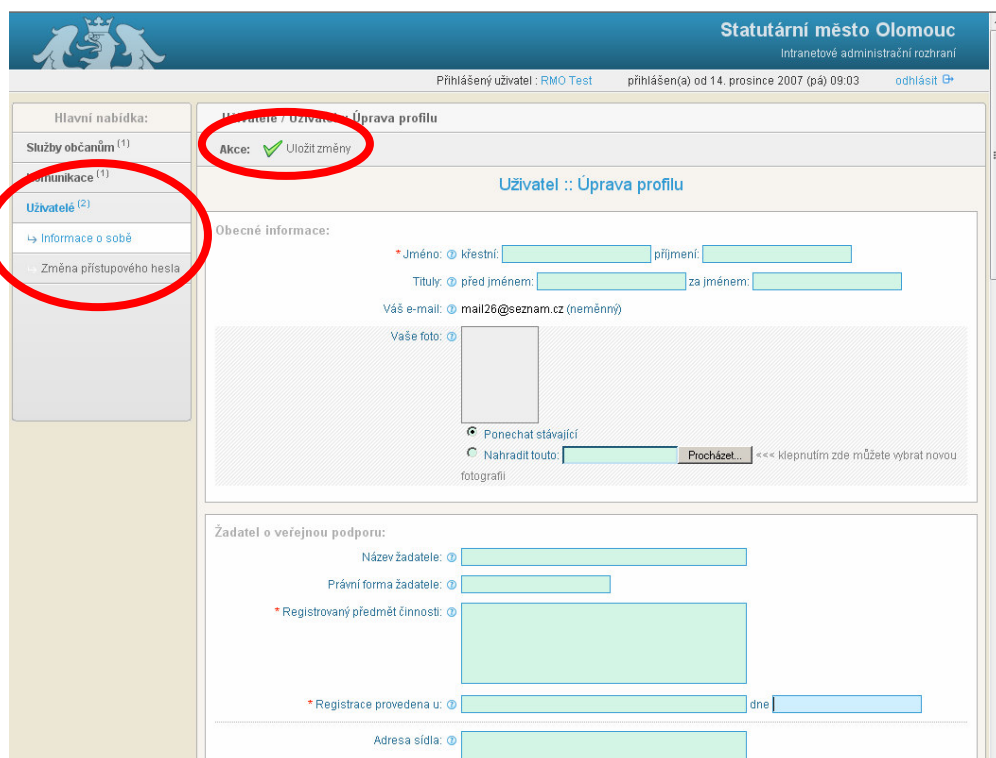 Statutární město Olomouc
Intranetové administrační rozhraní
Přihlášený uživatel : RMO Test přihlášen(a) od 14. prosince 2007 (pá) 09:03 odhlásit
Hlavní nabídka:
Služby občanům (1)
Komunikace (1)
Uživatelé (2)
Informace o sobě
Změna přístupového hesla
Uživatelé / Uživatel :: Úprava profilu
Akce: Uložit změny
Uživatel :: Úprava profilu
Obecné informace:
* Jméno: křestní: příjmení:
Tituly: před jménem: za jménem:
Váš e-mail: mail26@seznam.cz (neměnný)
Vaše foto:
Ponechat stávající
Nahradit touto: Procházet... <<< klepnutím zde můžete vybrat novou
fotografii
Žadatel o veřejnou podporu:
Název žadatele:
Právní forma žadatele:
* Registrovaný předmět činnosti:
* Registrace provedena u: dne
Adresa sídla: